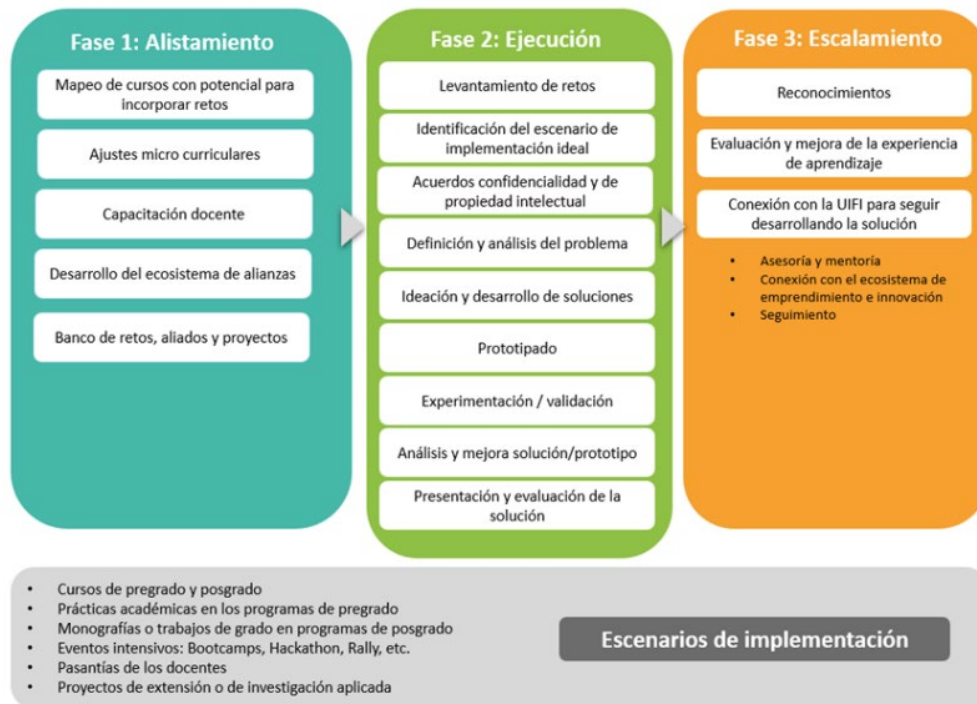 Fase 1: Alistamiento
Mapeo de cursos con potencial para
incorporar retos
Ajustes micro curriculares
Capacitación docente
Desarrollo del ecosistema de alianzas
Banco de retos, aliados y proyectos
Fase 2: Ejecución
Levantamiento de retos
Identificación del escenario de
implementación ideal
Acuerdos confidencialidad y de
propiedad intelectual
Definición y análisis del problema
Ideación y desarrollo de soluciones
Prototipado
Experimentación / validación
Análisis y mejora solución/prototipo
Presentación y evaluación de la
solución
Fase 3: Escalamiento
Reconocimientos
Evaluación y mejora de la experiencia
de aprendizaje
Conexión con la UIFI para seguir
desarrollando la solución
• Asesoría y mentoría
• Conexión con el ecosistema de
emprendimiento e innovación
• Seguimiento
• Cursos de pregrado y posgrado
• Prácticas académicas en los programas de pregrado
• Monografías o trabajos de grado en programas de posgrado
• Eventos intensivos: Bootcamps, Hackathon, Rally, etc.
• Pasantías de los docentes
• Proyectos de extensión o de investigación aplicada
Escenarios de implementación